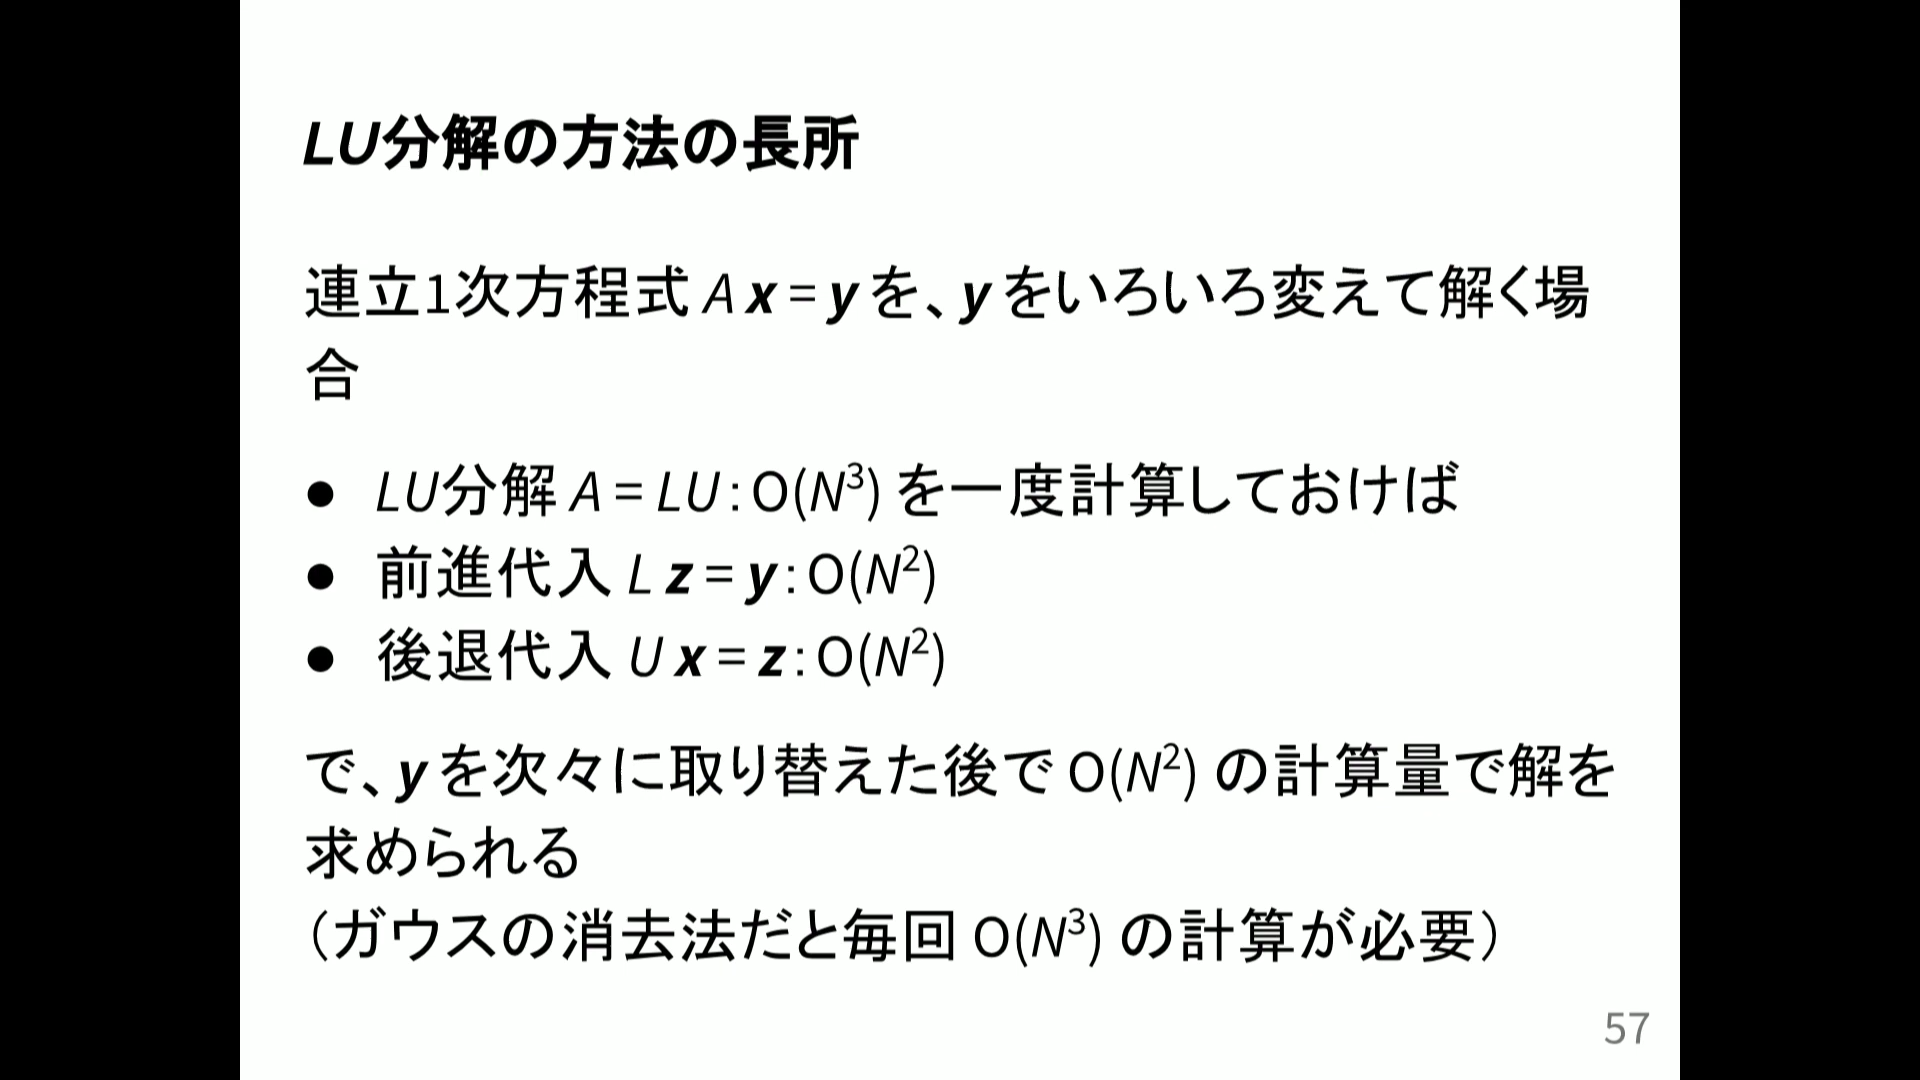 LU分解の方法の長所
連立1次方程式 A x = y を、y をいろいろ変えて解く場
合
● LU分解 A = LU : O(N³) を一度計算しておけば
● 前進代入 L z = y : O(N²)
● 後退代入 U x = z : O(N²)
で、y を次々に取り替えた後で O(N²) の計算量で解を
求められる
（ガウスの消去法だと毎回 O(N³) の計算が必要）
57